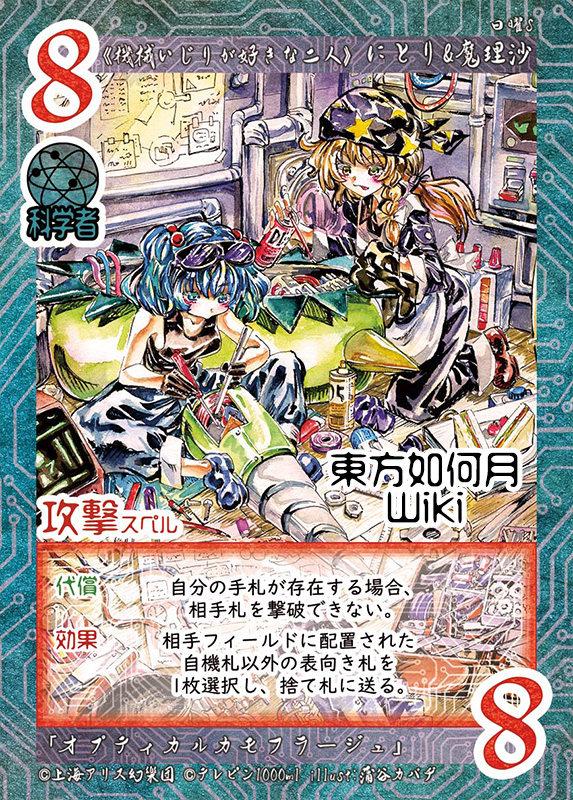 日曜8
8
《機械いじりが好きな二人》にとり&魔理沙
科学者
東方如何月
Wiki
攻撃スペル
代償
自分の手札が存在する場合、
相手札を撃破できない。
効果
相手フィールドに配置された
自機札以外の表向き札を
1枚選択し、捨て札に送る。
8
「オプティカルカモフラージュ」
©上海アリス幻樂団 ©テレビン1000ml illust:蒲谷カバヂ